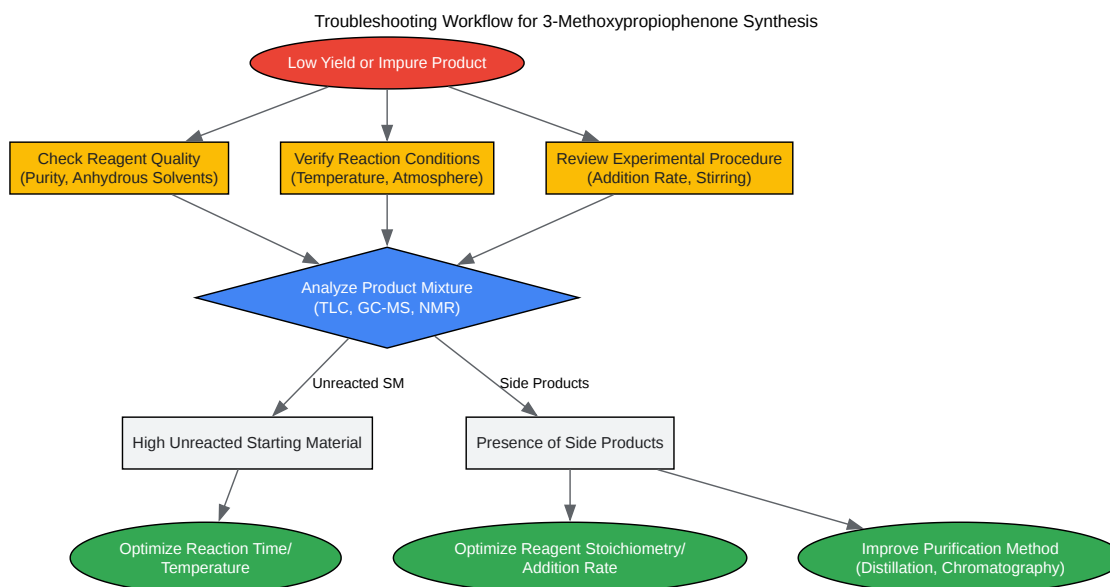 Troubleshooting Workflow for 3-Methoxypropiophenone Synthesis
Low Yield or Impure Product
Check Reagent Quality
(Purity, Anhydrous Solvents)
Verify Reaction Conditions
(Temperature, Atmosphere)
Review Experimental Procedure
(Addition Rate, Stirring)
Analyze Product Mixture
(TLC, GC-MS, NMR)
Unreacted SM
Side Products
High Unreacted Starting Material
Presence of Side Products
Optimize Reaction Time/
Temperature
Optimize Reagent Stoichiometry/
Addition Rate
Improve Purification Method
(Distillation, Chromatography)